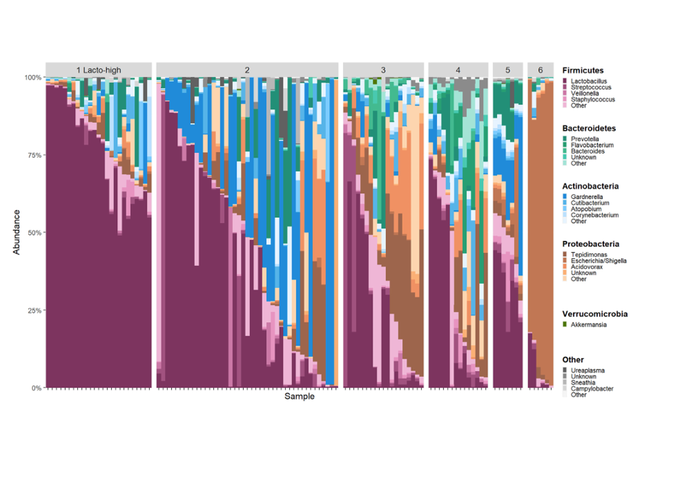 1 Lacto-high 2 3 4 5 6
100%
75%
50%
25%
0%
Abundance
Sample
Firmicutes
Lactobacillus
Streptococcus
Veillonella
Staphylococcus
Other
Bacteroidetes
Prevotella
Flavobacterium
Bacteroides
Unknown
Other
Actinobacteria
Gardnerella
Cutibacterium
Atopobium
Corynebacterium
Other
Proteobacteria
Tepidimonas
Escherichia/Shigella
Acidovorax
Unknown
Other
Verrucomicrobia
Akkermansia
Other
Ureaplasma
Unknown
Sneathia
Campylobacter
Other